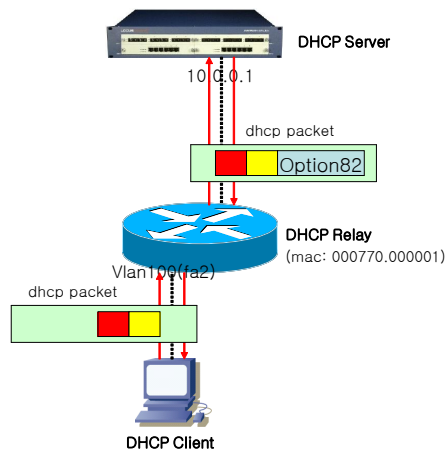 DHCP Server
10.0.0.1
dhcp packet
Option82
DHCP Relay
(mac: 000770.000001)
Vlan100(fa2)
dhcp packet
DHCP Client